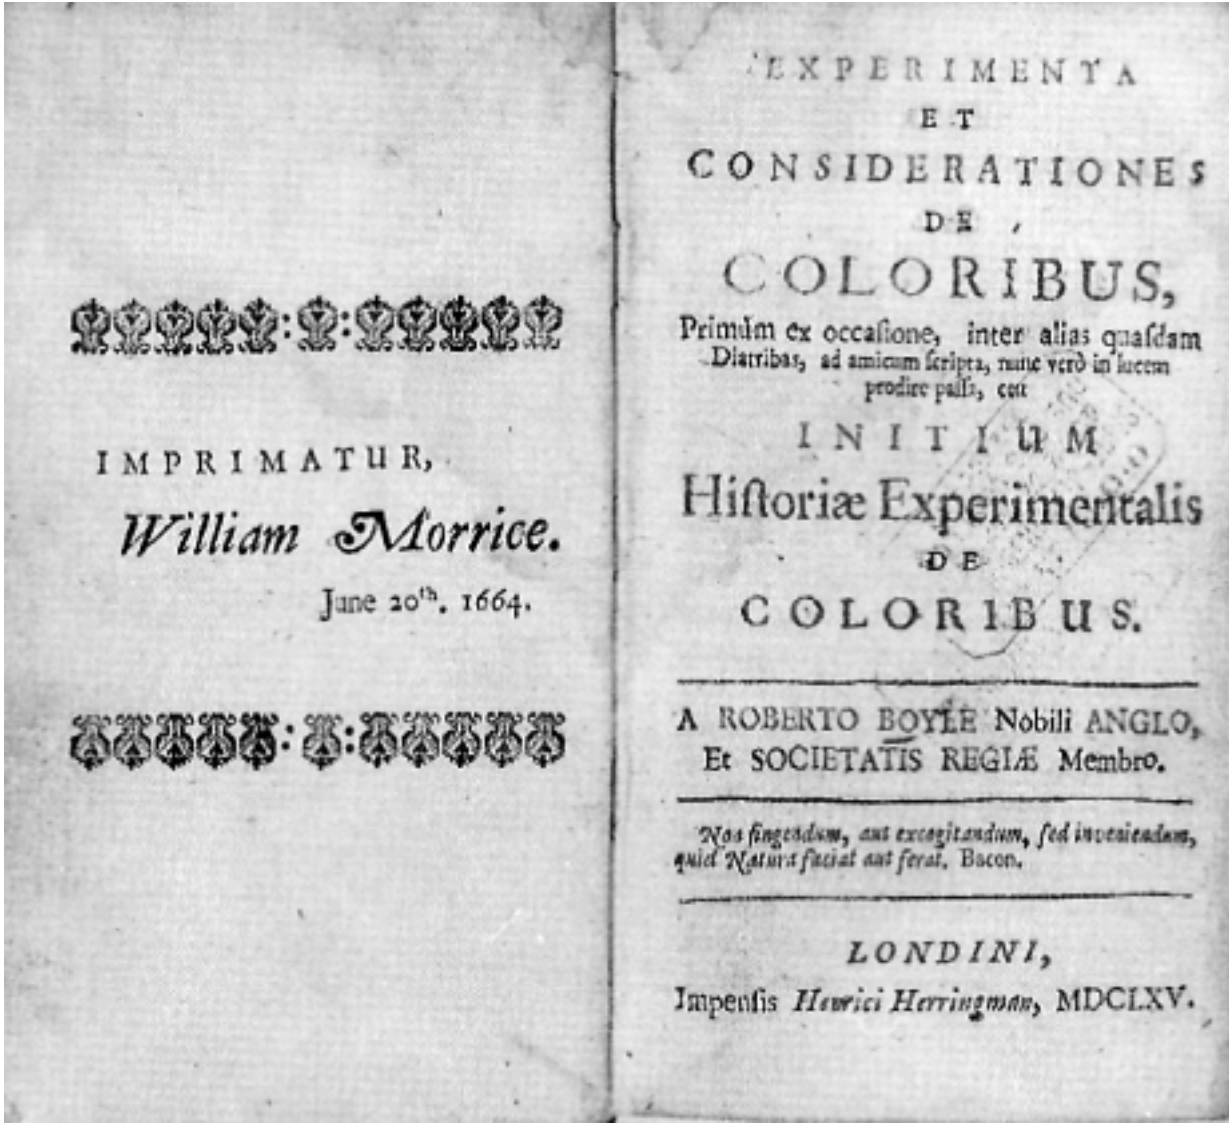 IMPRIMATUR,
William Morrice.
June 20th. 1664.
EXPERIMENTA
ET
CONSIDERATIONES
DE
COLORIBUS,
Primùm ex occaſione, inter alias quaſdam
Diatribas, ad amicum ſcripta, nunc verò in lucem
prodire paſſa, ceu
INITIUM
Hiſtoriæ Experimentalis
DE
COLORIBUS.
A ROBERTO BOYLE Nobili ANGLO,
Et SOCIETATIS REGIÆ Membro.
Non fingendum, aut excogitandum, ſed inveniendum,
quid Natura faciat aut ferat. Bacon.
LONDINI,
Impenſis Henrici Herringman, MDCLXV.